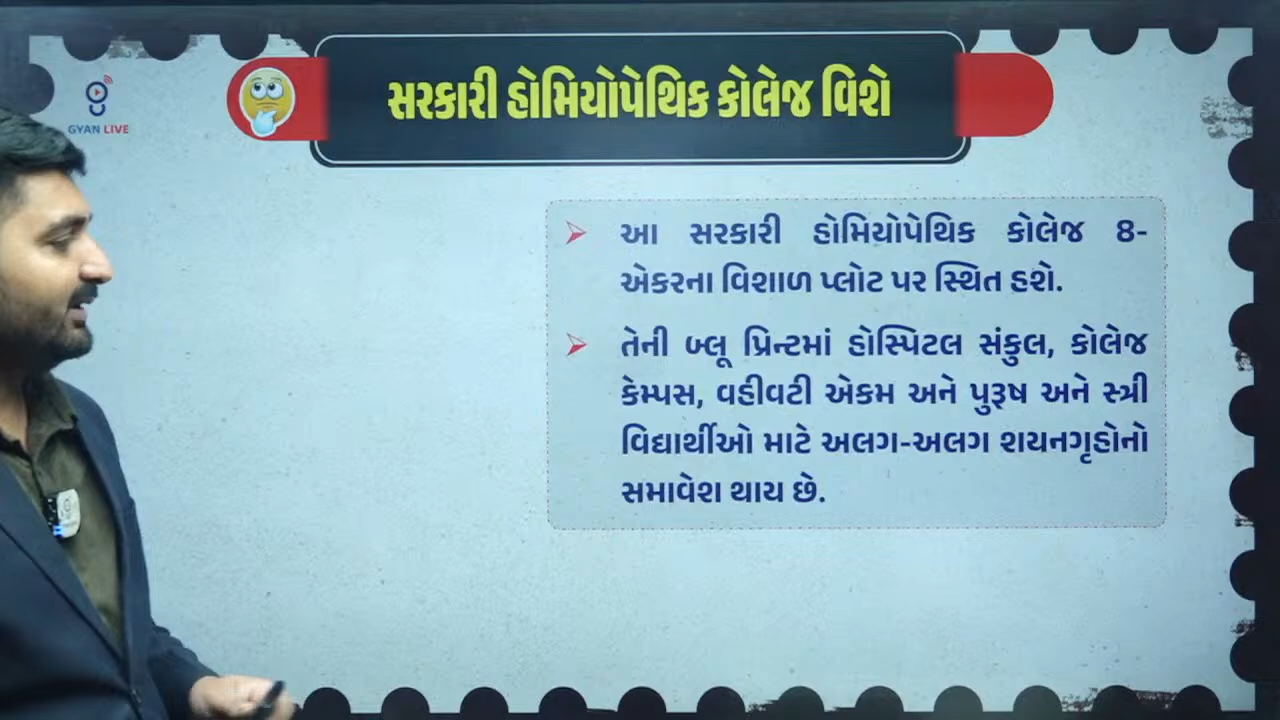 GYAN LIVE
સરકારી હોમિયોપેથિક કોલેજ વિશે
આ સરકારી હોમિયોપેથિક કોલેજ 8-
એકરના વિશાળ પ્લોટ પર સ્થિત હશે.
તેની બ્લૂ પ્રિન્ટમાં હોસ્પિટલ સંકુલ, કોલેજ
કેમ્પસ, વહીવટી એકમ અને પુરૂષ અને સ્ત્રી
વિદ્યાર્થીઓ માટે અલગ-અલગ શયનગૃહોનો
સમાવેશ થાય છે.